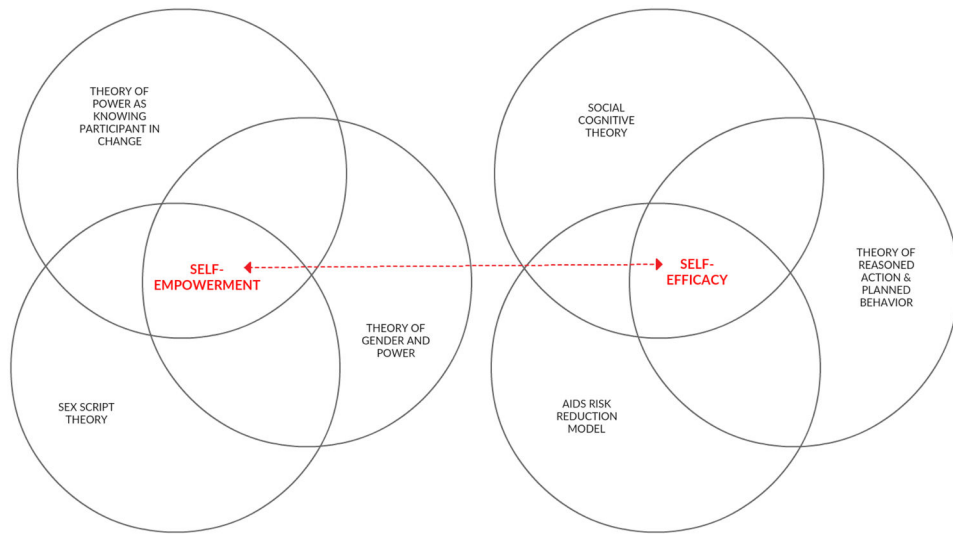 THEORY OF
POWER AS
KNOWING
PARTICIPANT IN
CHANGE
SELF-
EMPOWERMENT
THEORY OF
GENDER AND
POWER
SEX SCRIPT
THEORY
SOCIAL
COGNITIVE
THEORY
SELF-
EFFICACY
THEORY OF
REASONED
ACTION &
PLANNED
BEHAVIOR
AIDS RISK
REDUCTION
MODEL